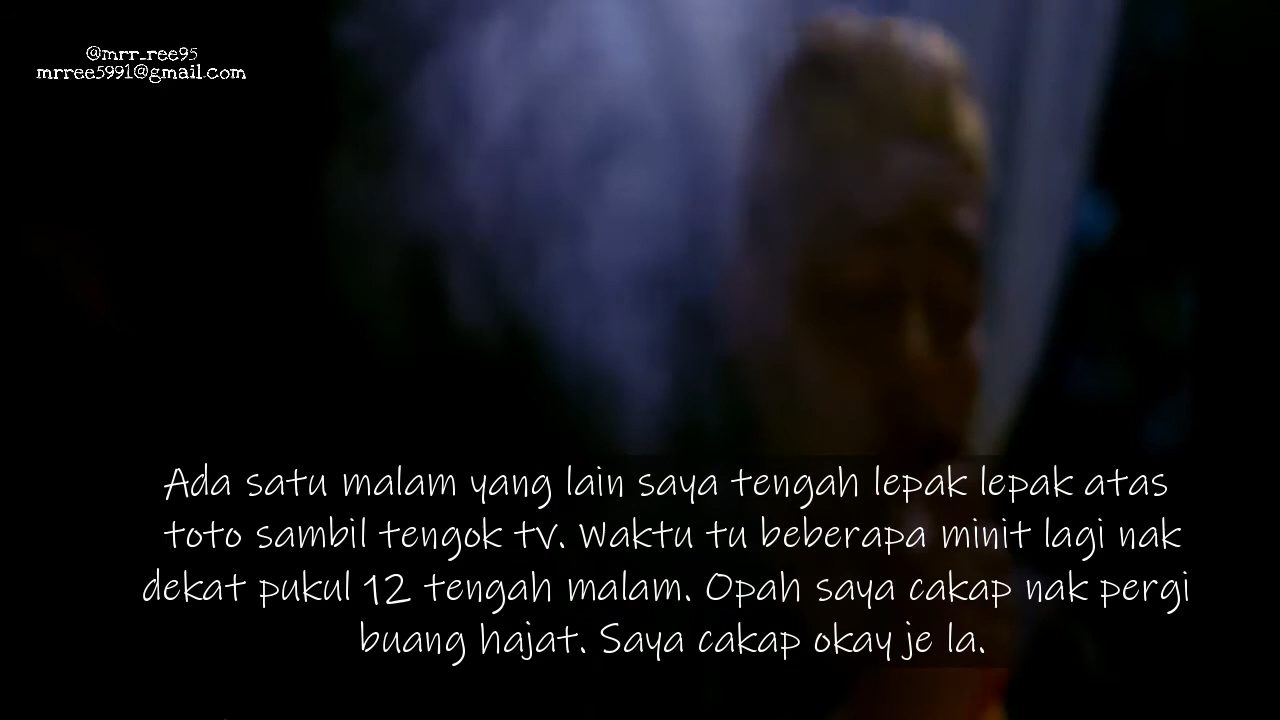 @mrr_ree95
mrree5991@gmail.com
Ada satu malam yang lain saya tengah lepak lepak atas
toto sambil tengok tv. Waktu tu beberapa minit lagi nak
dekat pukul 12 tengah malam. Opah saya cakap nak pergi
buang hajat. Saya cakap okay je la.